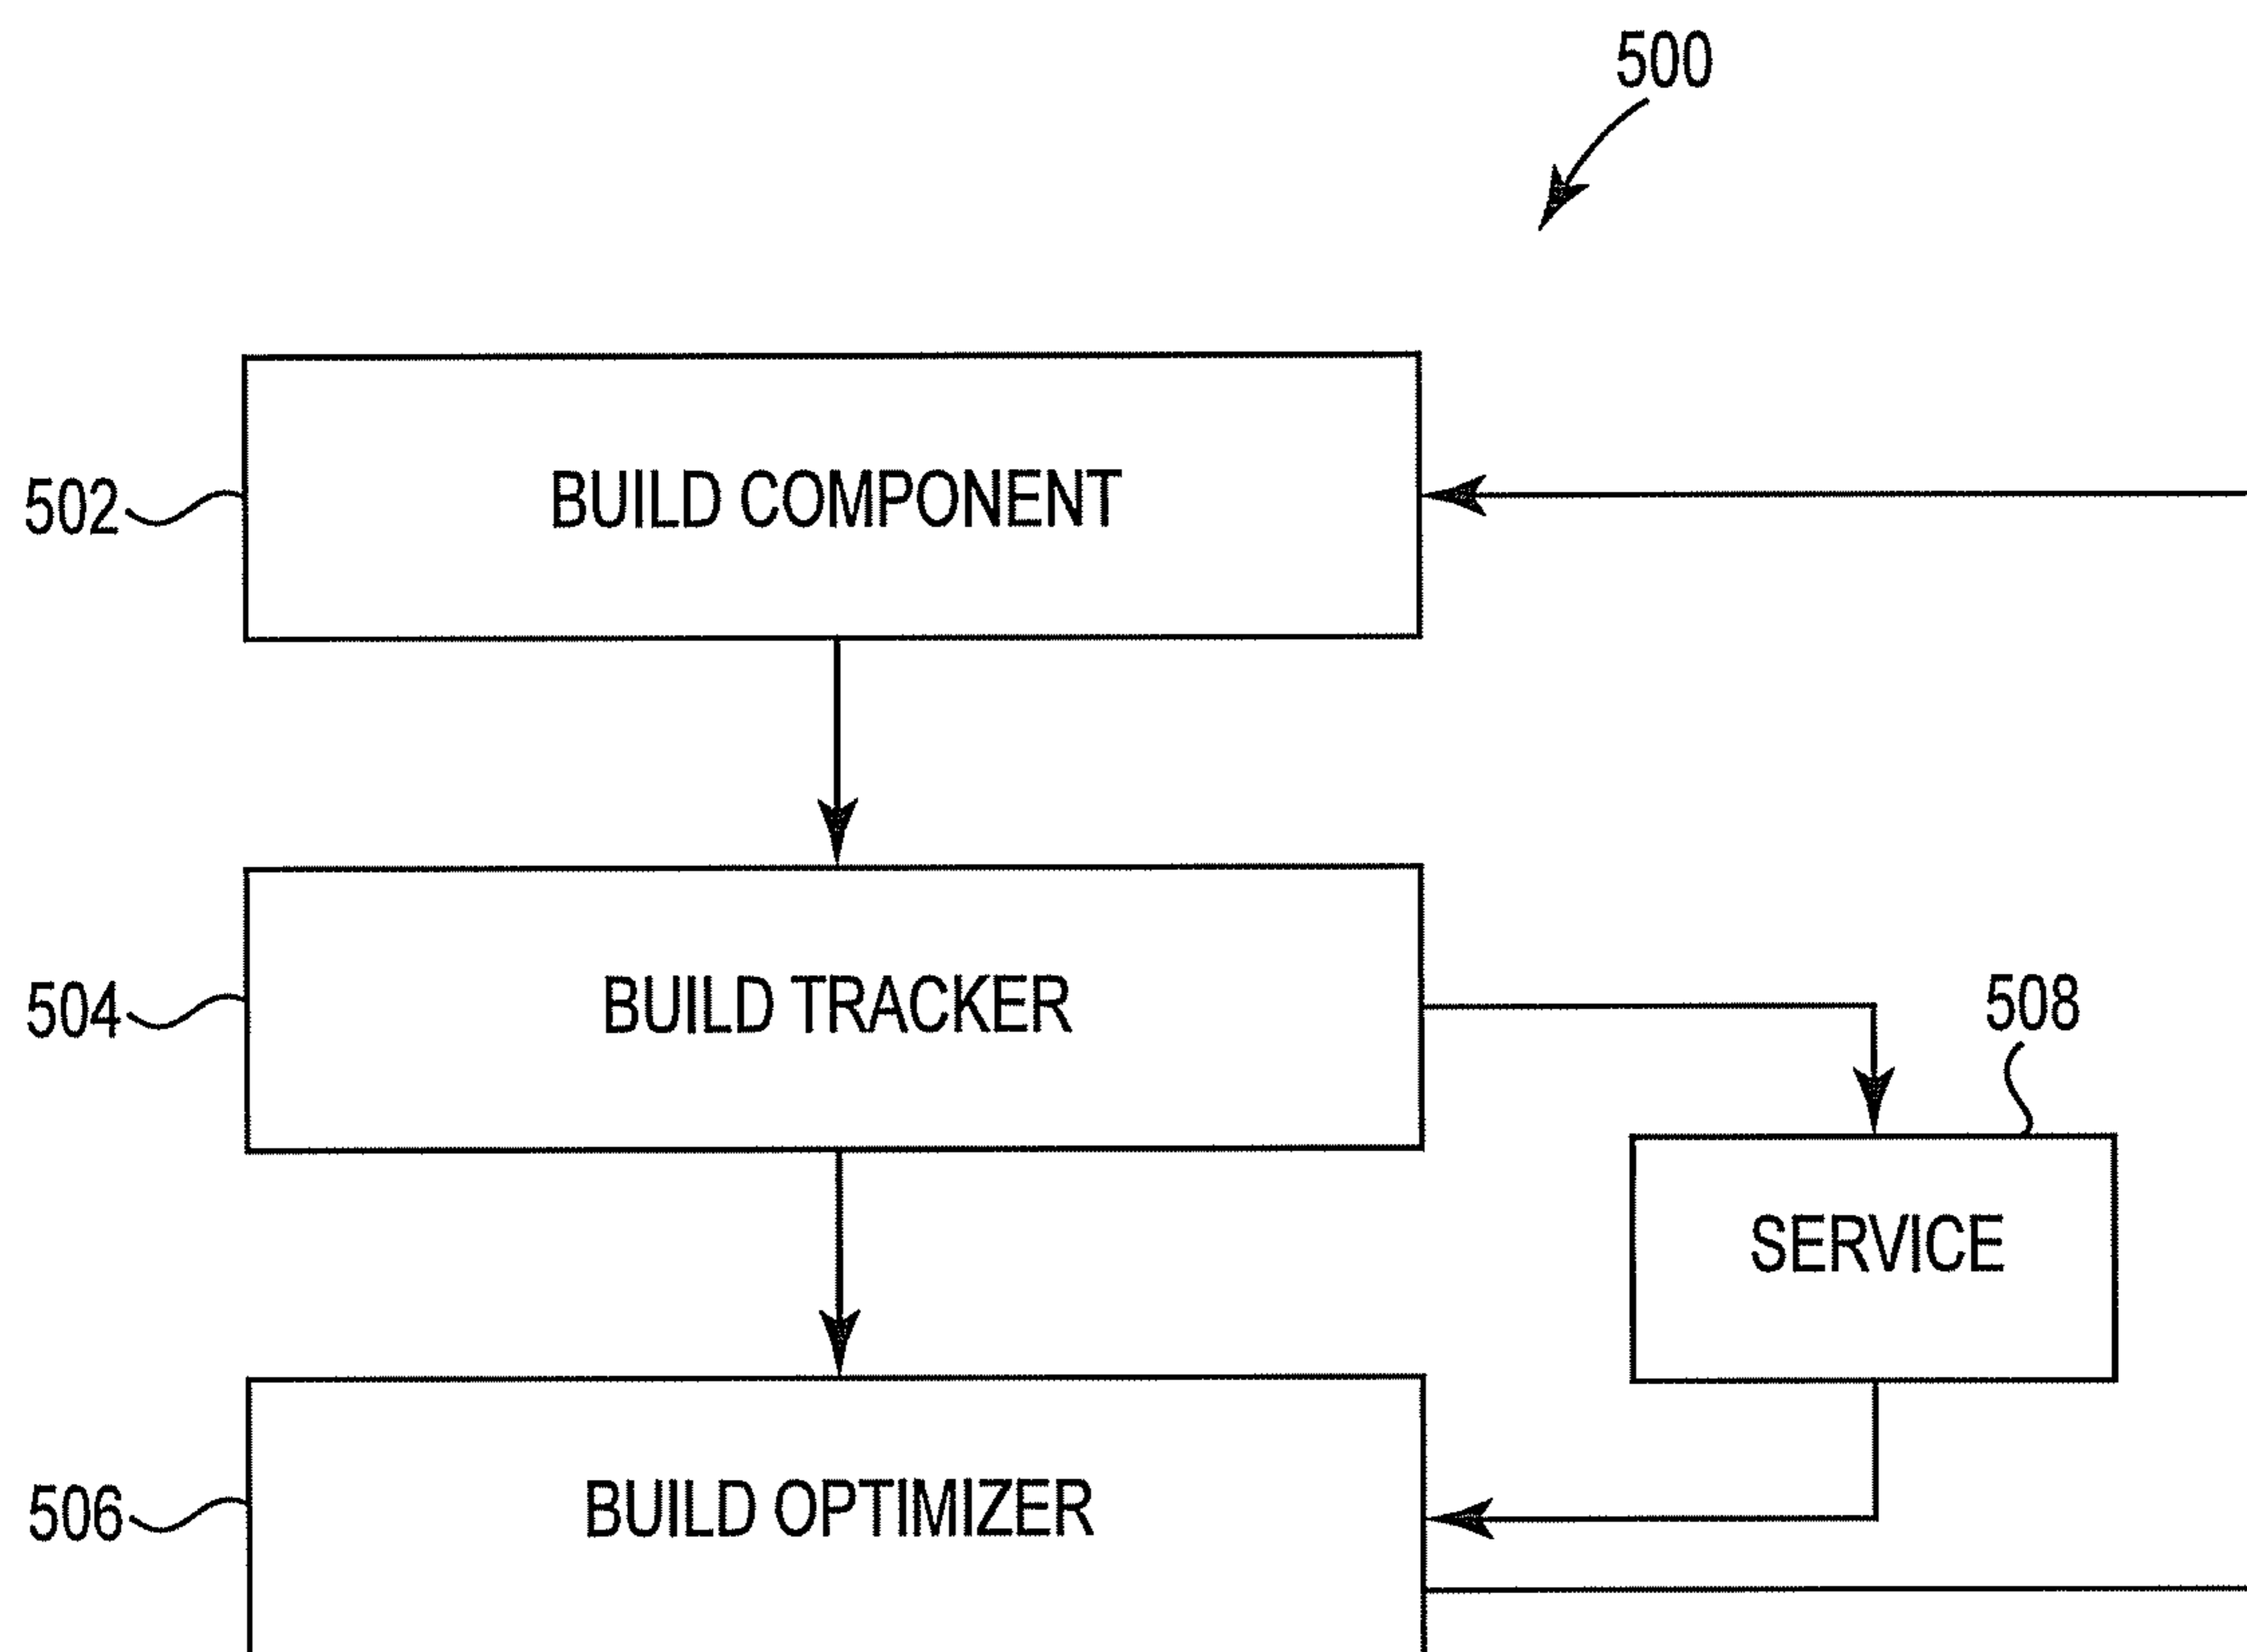 500
502
BUILD COMPONENT
504
BUILD TRACKER
508
SERVICE
506
BUILD OPTIMIZER